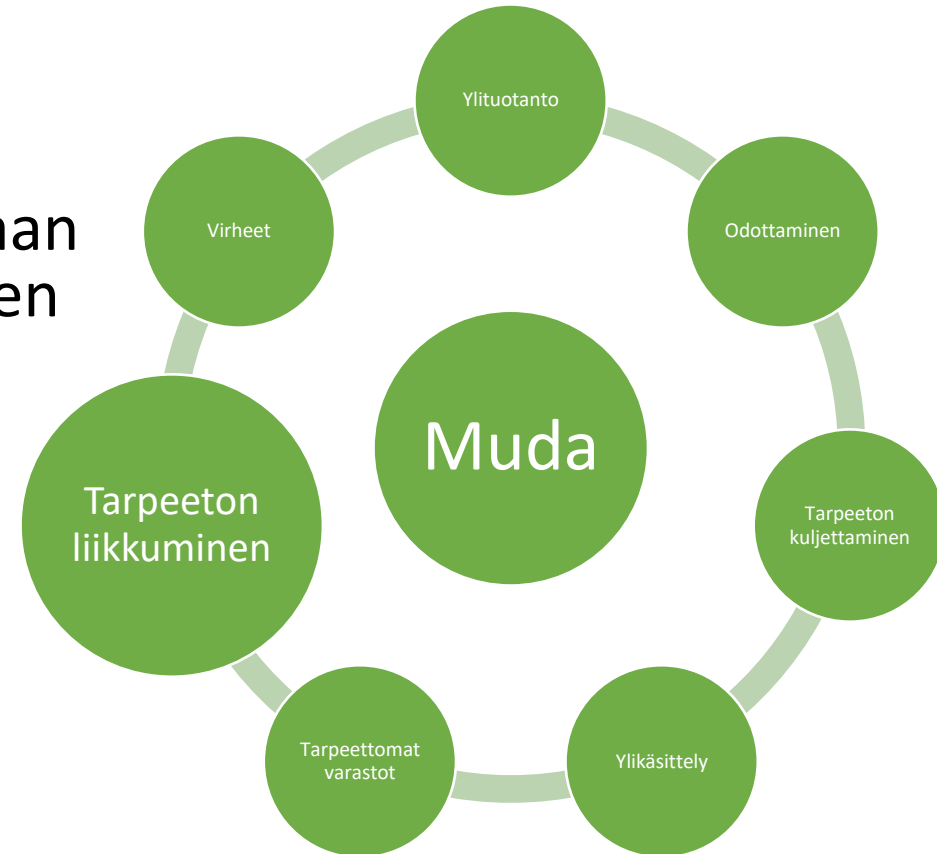 Ylituotanto
Virheet
Odottaminen
Muda
Tarpeeton
liikkuminen
Tarpeeton
kuljettaminen
Tarpeettomat
varastot
Ylikäsittely